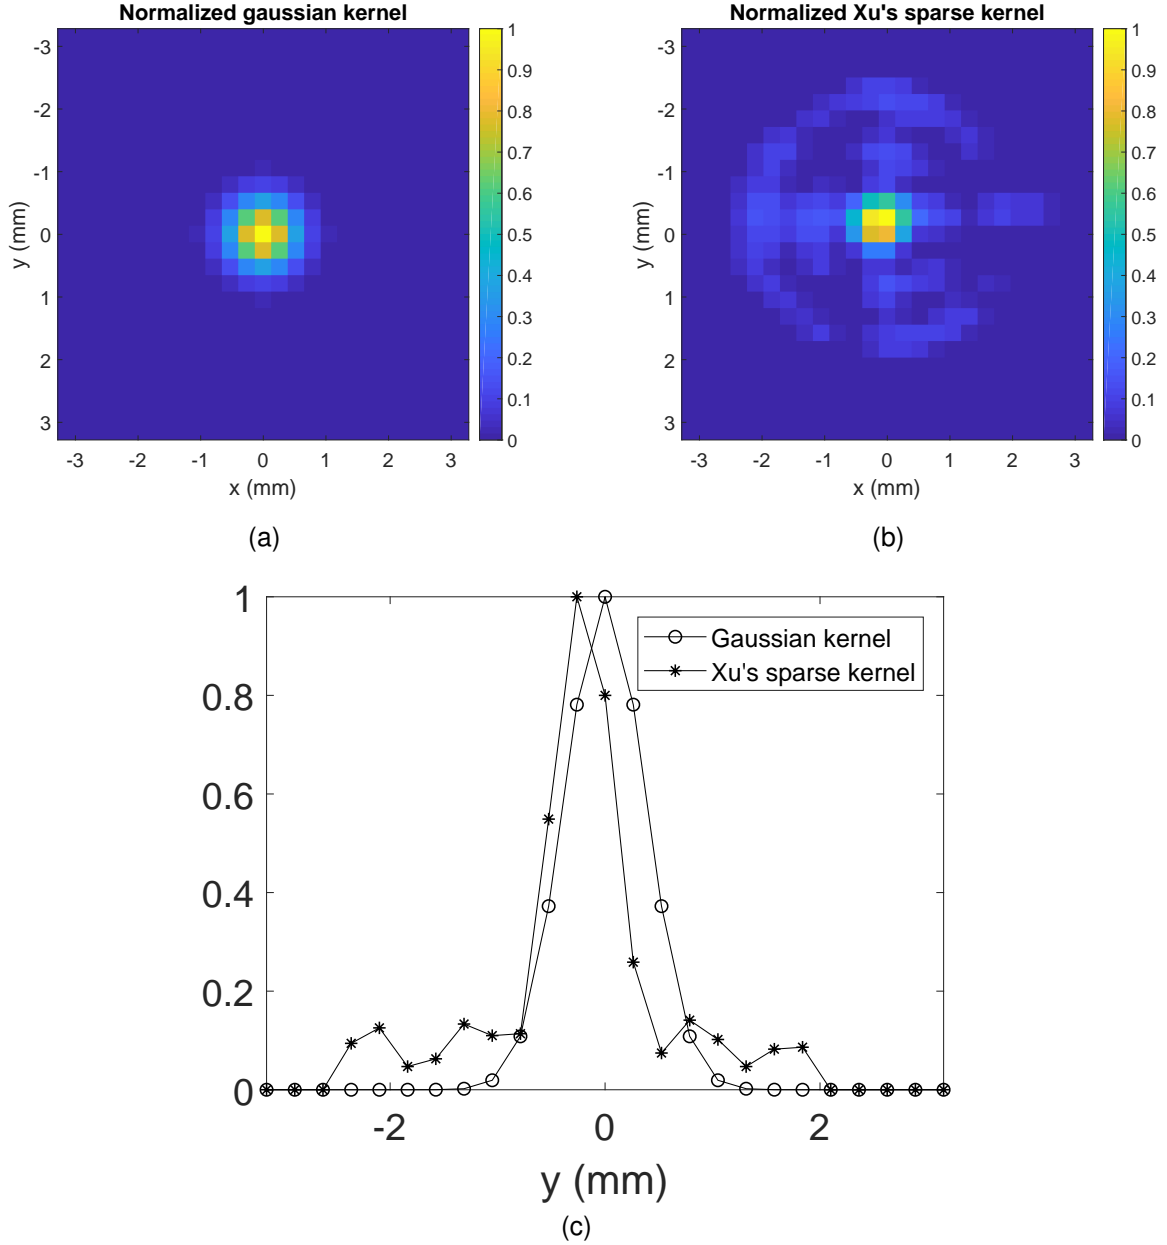 Normalized gaussian kernel
-3
-2
-1
0
1
2
3
y (mm)
-3 -2 -1 0 1 2 3
x (mm)
1
0.9
0.8
0.7
0.6
0.5
0.4
0.3
0.2
0.1
0
(a)
Normalized Xu's sparse kernel
-3
-2
-1
0
1
2
3
y (mm)
-3 -2 -1 0 1 2 3
x (mm)
1
0.9
0.8
0.7
0.6
0.5
0.4
0.3
0.2
0.1
0
(b)
1
0.8
0.6
0.4
0.2
0
Gaussian kernel
Xu's sparse kernel
-2 0 2
y (mm)
(c)